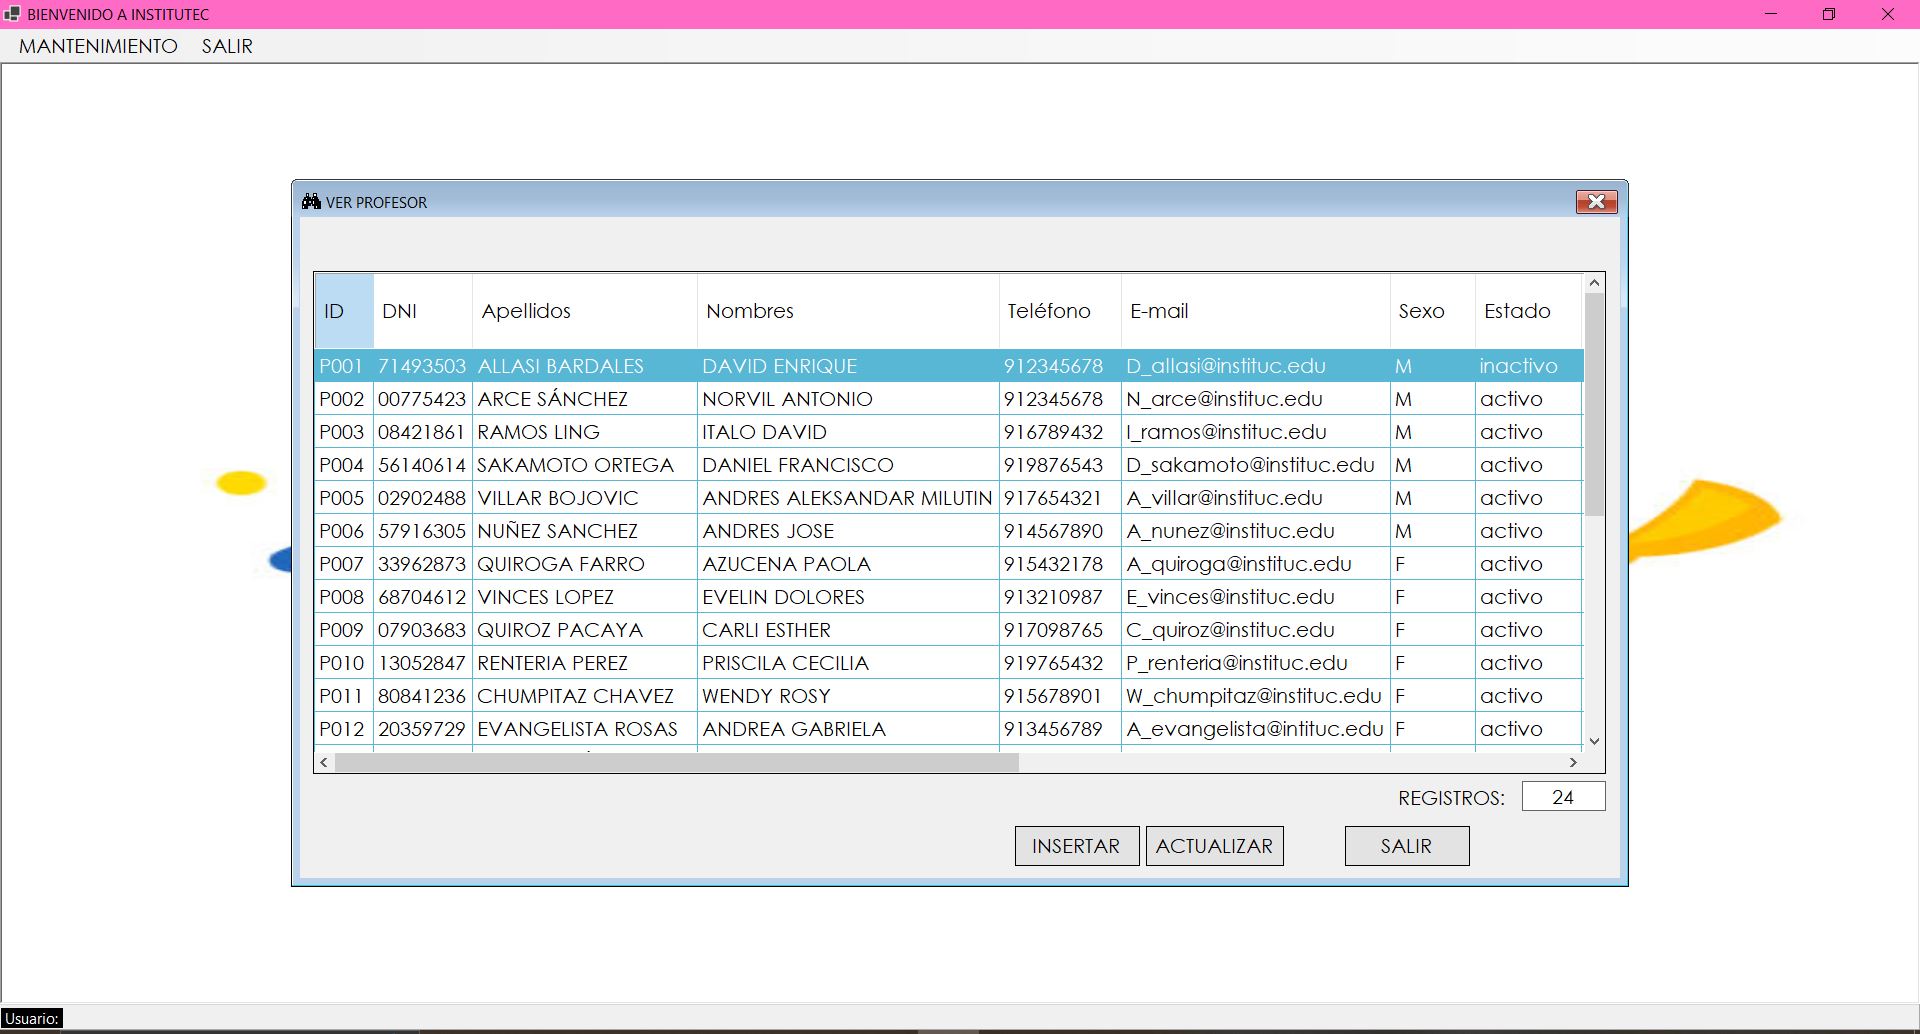 BIENVENIDO A INSTITUTEC
MANTENIMIENTO SALIR
VER PROFESOR
ID DNI Apellidos Nombres Teléfono E-mail Sexo Estado
P001 71493503 ALLASI BARDALES DAVID ENRIQUE 912345678 D_allasi@instituc.edu M inactivo
P002 00775423 ARCE SÁNCHEZ NORVIL ANTONIO 912345678 N_arce@instituc.edu M activo
P003 08421861 RAMOS LING ITALO DAVID 916789432 I_ramos@instituc.edu M activo
P004 56140614 SAKAMOTO ORTEGA DANIEL FRANCISCO 919876543 D_sakamoto@instituc.edu M activo
P005 02902488 VILLAR BOJOVIC ANDRES ALEKSANDAR MILUTIN 917654321 A_villar@instituc.edu M activo
P006 57916305 NUÑEZ SANCHEZ ANDRES JOSE 914567890 A_nunez@instituc.edu M activo
P007 33962873 QUIROGA FARRO AZUCENA PAOLA 915432178 A_quiroga@instituc.edu F activo
P008 68704612 VINCES LOPEZ EVELIN DOLORES 913210987 E_vinces@instituc.edu F activo
P009 07903683 QUIROZ PACAYA CARLI ESTHER 917098765 C_quiroz@instituc.edu F activo
P010 13052847 RENTERIA PEREZ PRISCILA CECILIA 919765432 P_renteria@instituc.edu F activo
P011 80841236 CHUMPITAZ CHAVEZ WENDY ROSY 915678901 W_chumpitaz@instituc.edu F activo
P012 20359729 EVANGELISTA ROSAS ANDREA GABRIELA 913456789 A_evangelista@intituc.edu F activo
REGISTROS: 24
INSERTAR ACTUALIZAR SALIR
Usuario: